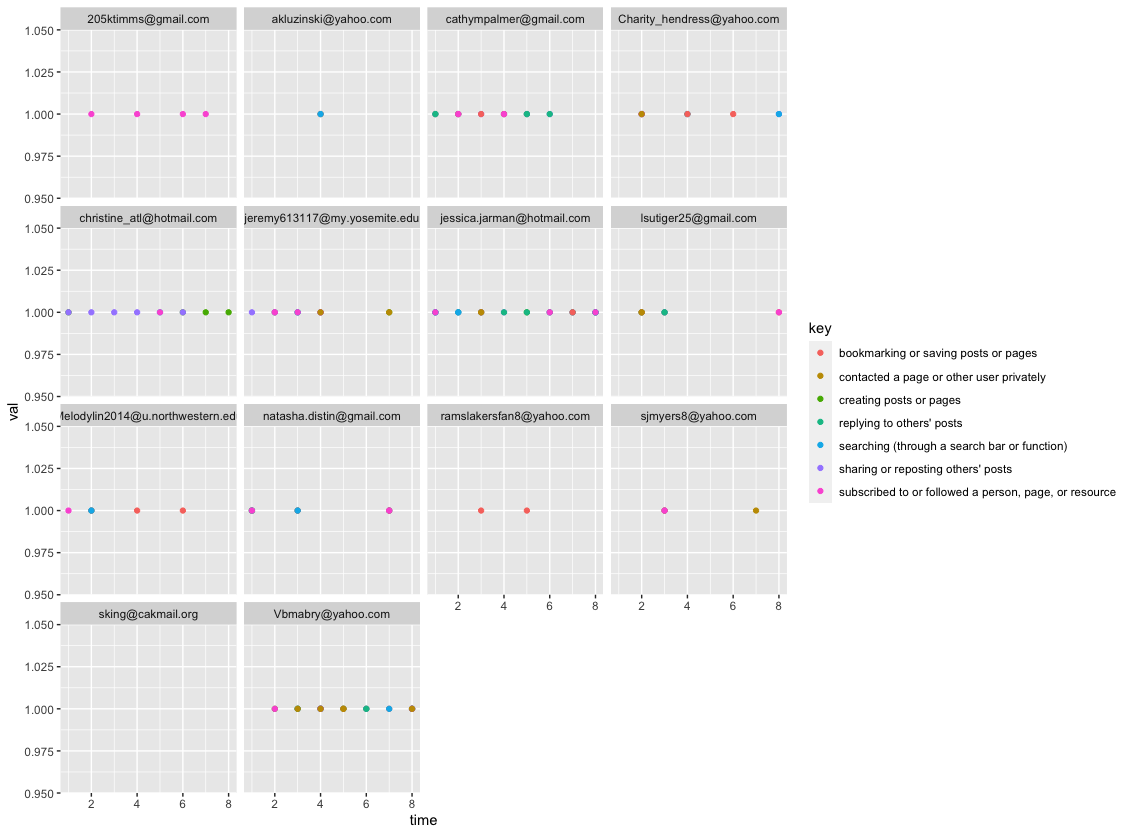 205ktimms@gmail.com
akluzinski@yahoo.com
cathympalmer@gmail.com
Charity_hendress@yahoo.com
1.050
1.025
1.000
0.975
0.950
christine_atl@hotmail.com
jeremy613117@my.yosemite.edu
jessica.jarman@hotmail.com
lsutiger25@gmail.com
1.050
1.025
1.000
0.975
0.950
Melodylin2014@u.northwestern.ed
natasha.distin@gmail.com
ramslakersfan8@yahoo.com
sjmyers8@yahoo.com
1.050
1.025
1.000
0.975
0.950
2 4 6 8
2 4 6 8
sking@cakmail.org
Vbmabry@yahoo.com
1.050
1.025
1.000
0.975
0.950
2 4 6 8
2 4 6 8
val
time
key
bookmarking or saving posts or pages
contacted a page or other user privately
creating posts or pages
replying to others' posts
searching (through a search bar or function)
sharing or reposting others' posts
subscribed to or followed a person, page, or resource